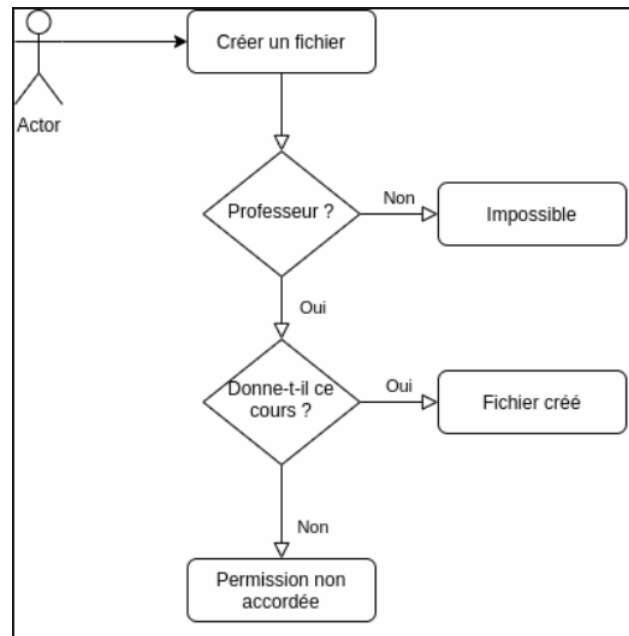 Créer un fichier
Actor
Professeur ?
Non
Impossible
Oui
Donne-t-il ce
cours ?
Oui
Fichier créé
Non
Permission non
accordée